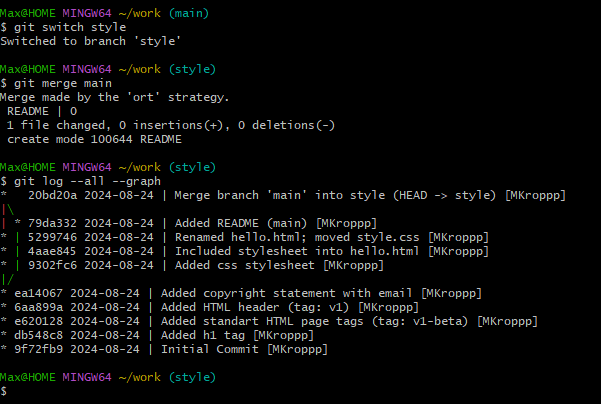 Max@HOME MINGW64 ~/work (main)
$ git switch style
Switched to branch 'style'

Max@HOME MINGW64 ~/work (style)
$ git merge main
Merge made by the 'ort' strategy.
 README | 0
 1 file changed, 0 insertions(+), 0 deletions(-)
 create mode 100644 README

Max@HOME MINGW64 ~/work (style)
$ git log --all --graph
*   20bd20a 2024-08-24 | Merge branch 'main' into style (HEAD -> style) [MKroppp]
|\
| * 79da332 2024-08-24 | Added README (main) [MKroppp]
* | 5299746 2024-08-24 | Renamed hello.html; moved style.css [MKroppp]
* | 4aae845 2024-08-24 | Included stylesheet into hello.html [MKroppp]
* | 9302fc6 2024-08-24 | Added css stylesheet [MKroppp]
|/
* ea14067 2024-08-24 | Added copyright statement with email [MKroppp]
* 6aa899a 2024-08-24 | Added HTML header (tag: v1) [MKroppp]
* e620128 2024-08-24 | Added standart HTML page tags (tag: v1-beta) [MKroppp]
* db548c8 2024-08-24 | Added h1 tag [MKroppp]
* 9f72fb9 2024-08-24 | Initial Commit [MKroppp]

Max@HOME MINGW64 ~/work (style)
$